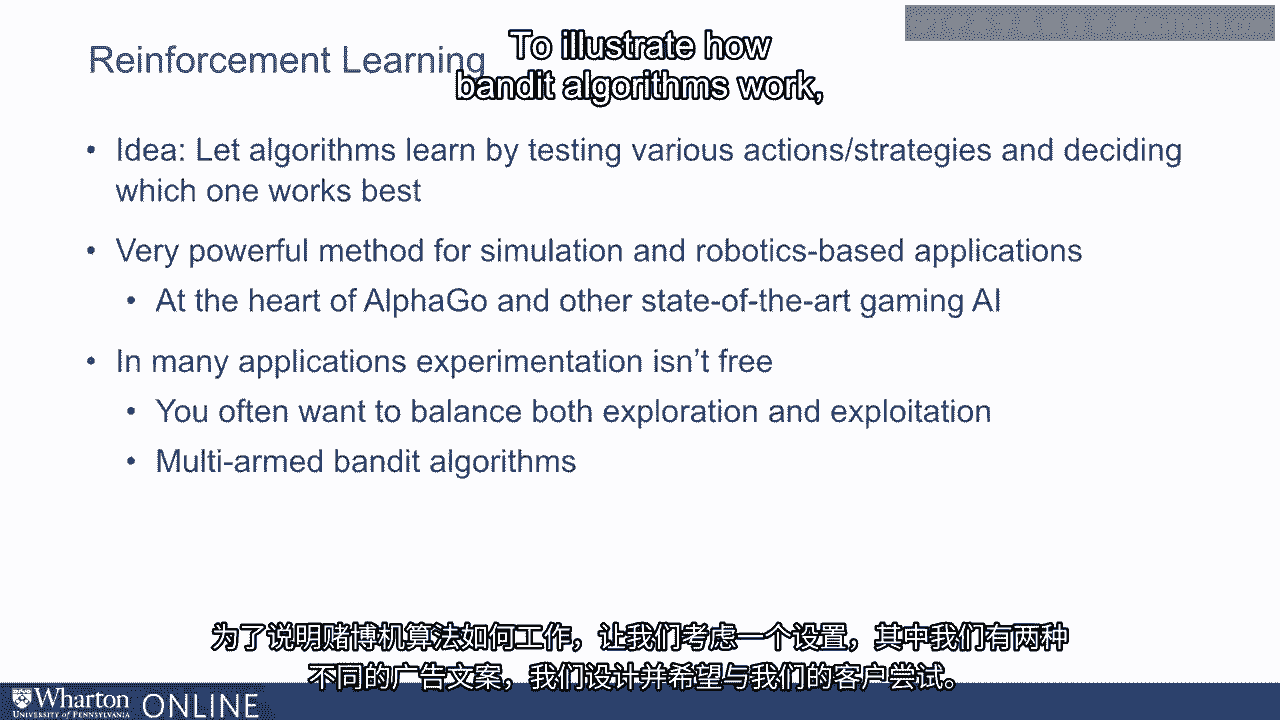 Reinforcement Learning
To illustrate how
bandit algorithms work,
• Idea: Let algorithms learn by testing various actions/strategies and deciding
which one works best
• Very powerful method for simulation and robotics-based applications
• At the heart of AlphaGo and other state-of-the-art gaming AI
• In many applications experimentation isn’t free
• You often want to balance both exploration and exploitation
• Multi-armed bandit algorithms
为了说明赌博机算法如何工作，让我们考虑一个设置，其中我们有两种
不同的广告文案，我们设计并希望与我们的客户尝试。
Wharton ONLINE
UNIVERSITY of PENNSYLVANIA